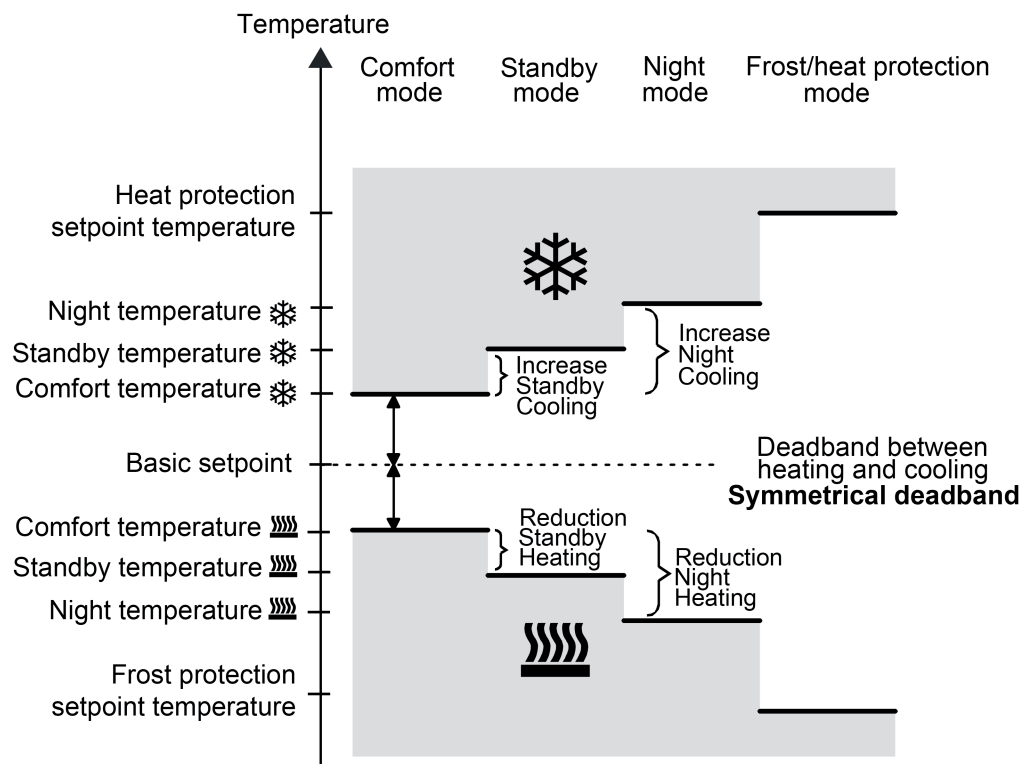 Temperature
Comfort
mode
Standby
mode
Night
mode
Frost/heat protection
mode
Heat protection
setpoint temperature
Night temperature
Standby temperature
Comfort temperature
Increase
Standby
Cooling
Increase
Night
Cooling
Basic setpoint
Deadband between
heating and cooling
Symmetrical deadband
Comfort temperature
Standby temperature
Night temperature
Reduction
Standby
Heating
Reduction
Night
Heating
Frost protection
setpoint temperature